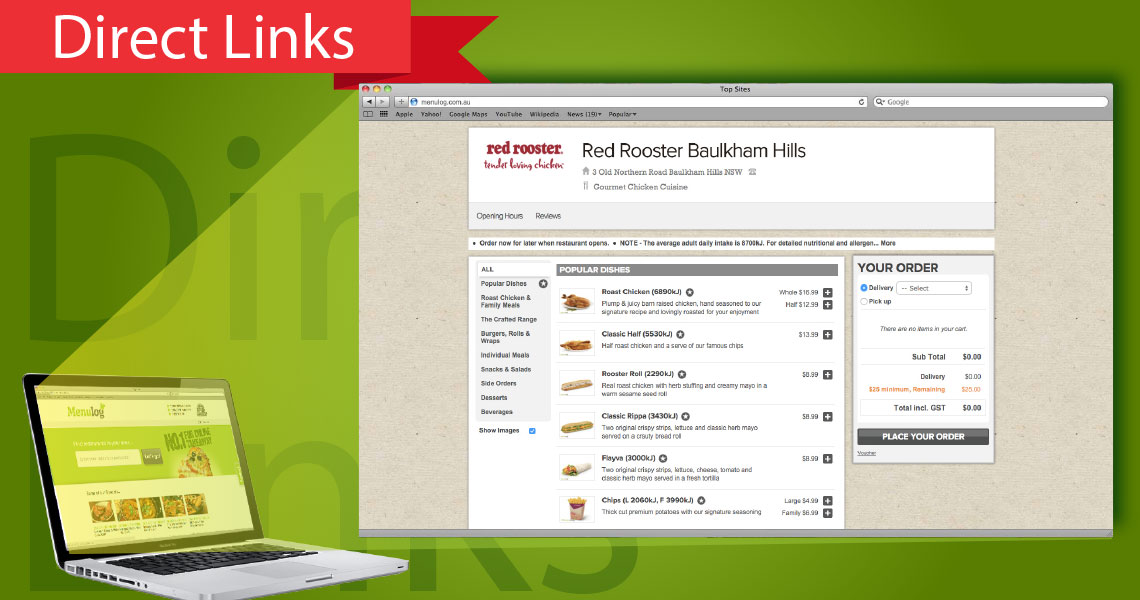 Direct Links
Top Sites
menulog.com.au
Google
Apple Yahoo! Google Maps YouTube Wikipedia News (19) Popular
red rooster.
tender loving chicken
Red Rooster Baulkham Hills
3 Old Northern Road Baulkham Hills NSW
Gourmet Chicken Cuisine
Opening Hours Reviews
• Order now for later when restaurant opens. • NOTE - The average adult daily intake is 8700kJ. For detailed nutritional and allergen... More
ALL
Popular Dishes
Roast Chicken &
Family Meals
The Crafted Range
Burgers, Rolls &
Wraps
Individual Meals
Snacks & Salads
Side Orders
Desserts
Beverages
Show Images
POPULAR DISHES
Roast Chicken (6890kJ)
Whole $16.99
Plump & juicy barn raised chicken, hand seasoned to our
signature recipe and lovingly roasted for your enjoyment
Half $12.99
Classic Half (5530kJ)
$13.99
Half roast chicken and a serve of our famous chips
Rooster Roll (2290kJ)
$8.99
Real roast chicken with herb stuffing and creamy mayo in a
warm sesame seed roll
Classic Rippa (3430kJ)
$8.99
Two original crispy strips, lettuce and classic herb mayo
served on a crusty bread roll
Flayva (3000kJ)
$8.99
Two original crispy strips, lettuce, cheese, tomato and
classic herb mayo served in a fresh tortilla
Chips (L 2060kJ, F 3990kJ)
Large $4.99
Thick cut premium potatoes with our signature seasoning
Family $6.99
YOUR ORDER
Delivery -- Select
Pick up
There are no items in your cart.
Sub Total $0.00
Delivery $0.00
$25 minimum, Remaining $25.00
Total incl. GST $0.00
PLACE YOUR ORDER
Voucher
Menulog